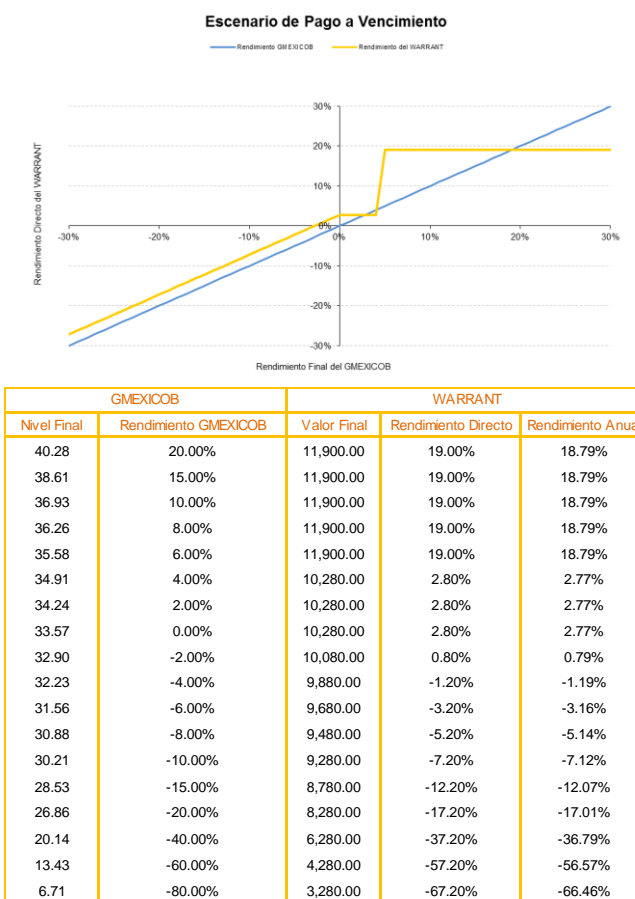 Escenario de Pago a Vencimiento
Rendimiento GMEXICOB Rendimiento del WARRANT
Rendimiento Directo del WARRANT
30%
20%
10%
0%
-30% -20% -10% 0% 10% 20% 30%
-10%
-20%
-30%
Rendimiento Final del GMEXICOB
GMEXICOB WARRANT
Nivel Final Rendimiento GMEXICOB Valor Final Rendimiento Directo Rendimiento Anua
40.28 20.00% 11,900.00 19.00% 18.79%
38.61 15.00% 11,900.00 19.00% 18.79%
36.93 10.00% 11,900.00 19.00% 18.79%
36.26 8.00% 11,900.00 19.00% 18.79%
35.58 6.00% 11,900.00 19.00% 18.79%
34.91 4.00% 10,280.00 2.80% 2.77%
34.24 2.00% 10,280.00 2.80% 2.77%
33.57 0.00% 10,280.00 2.80% 2.77%
32.90 -2.00% 10,080.00 0.80% 0.79%
32.23 -4.00% 9,880.00 -1.20% -1.19%
31.56 -6.00% 9,680.00 -3.20% -3.16%
30.88 -8.00% 9,480.00 -5.20% -5.14%
30.21 -10.00% 9,280.00 -7.20% -7.12%
28.53 -15.00% 8,780.00 -12.20% -12.07%
26.86 -20.00% 8,280.00 -17.20% -17.01%
20.14 -40.00% 6,280.00 -37.20% -36.79%
13.43 -60.00% 4,280.00 -57.20% -56.57%
6.71 -80.00% 3,280.00 -67.20% -66.46%